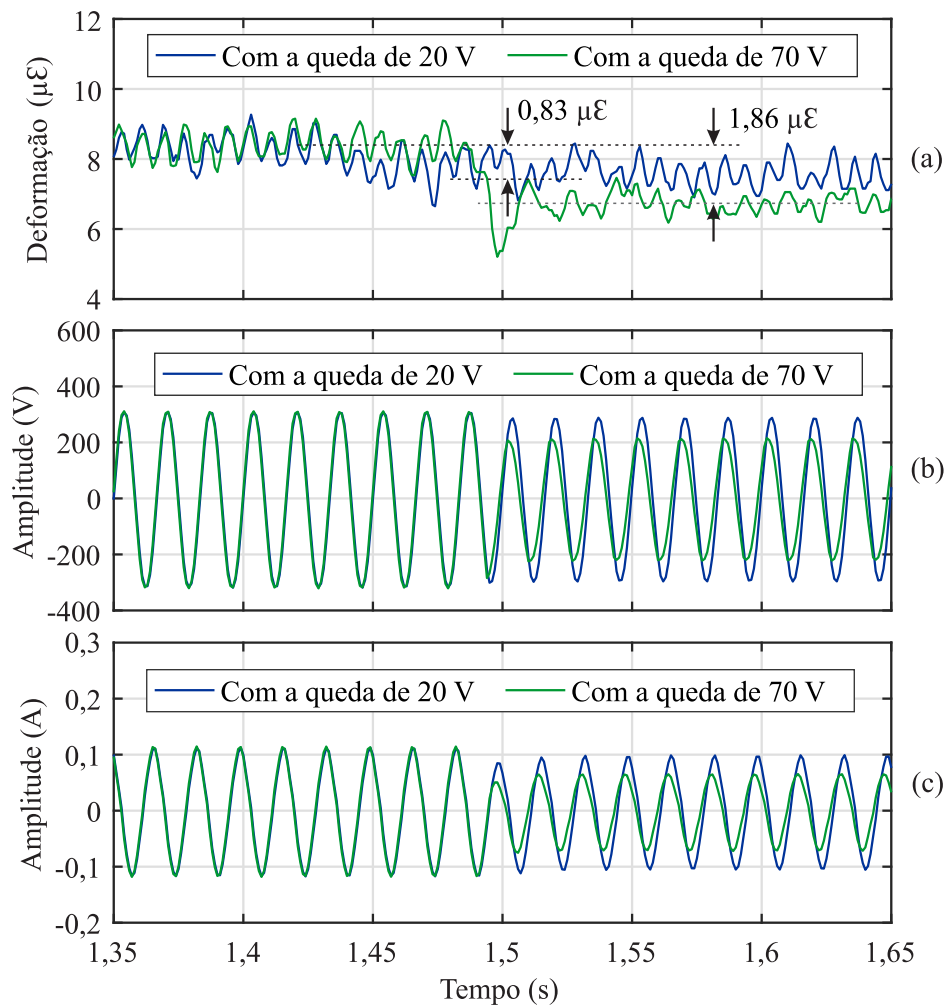 12
10
8
6
4
Deformação (µƐ)
Com a queda de 20 V
Com a queda de 70 V
0,83 µƐ
1,86 µƐ
(a)
600
400
200
0
-200
-400
Amplitude (V)
Com a queda de 20 V
Com a queda de 70 V
(b)
0,3
0,2
0,1
0
-0,1
-0,2
Amplitude (A)
Com a queda de 20 V
Com a queda de 70 V
(c)
1,35
1,4
1,45
1,5
1,55
1,6
1,65
Tempo (s)